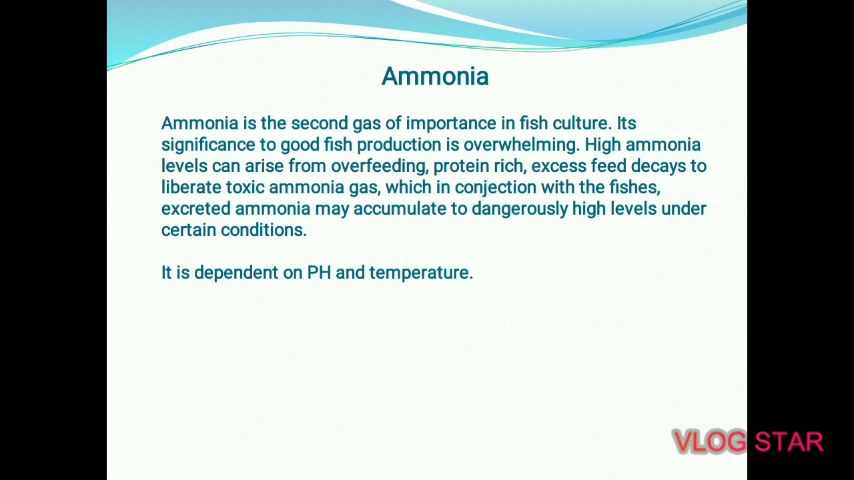 Ammonia
Ammonia is the second gas of importance in fish culture. Its
significance to good fish production is overwhelming. High ammonia
levels can arise from overfeeding, protein rich, excess feed decays to
liberate toxic ammonia gas, which in conjection with the fishes,
excreted ammonia may accumulate to dangerously high levels under
certain conditions.
It is dependent on PH and temperature.
VLOG STAR